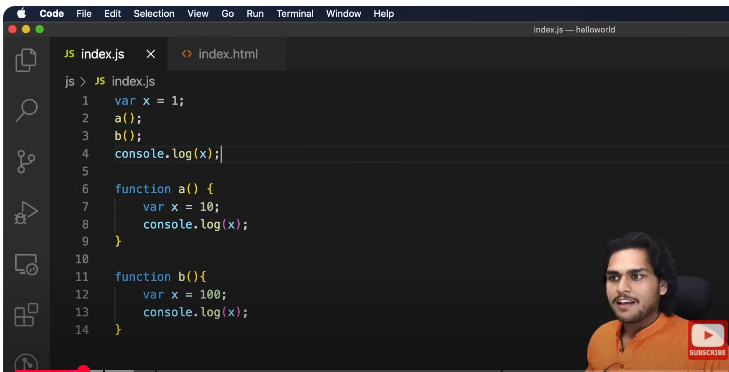 Code File Edit Selection View Go Run Terminal Window Help
index.js — helloworld
JS index.js × <> index.html
js > JS index.js
1 var x = 1;
2 a();
3 b();
4 console.log(x);
5
6 function a() {
7 var x = 10;
8 console.log(x);
9 }
10
11 function b(){
12 var x = 100;
13 console.log(x);
14 }
SUBSCRIBE